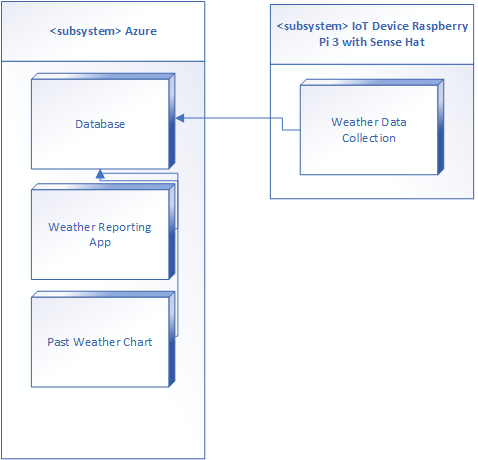 <subsystem> Azure
<subsystem> IoT Device Raspberry
Pi 3 with Sense Hat
Database
Weather Data
Collection
Weather Reporting
App
Past Weather Chart